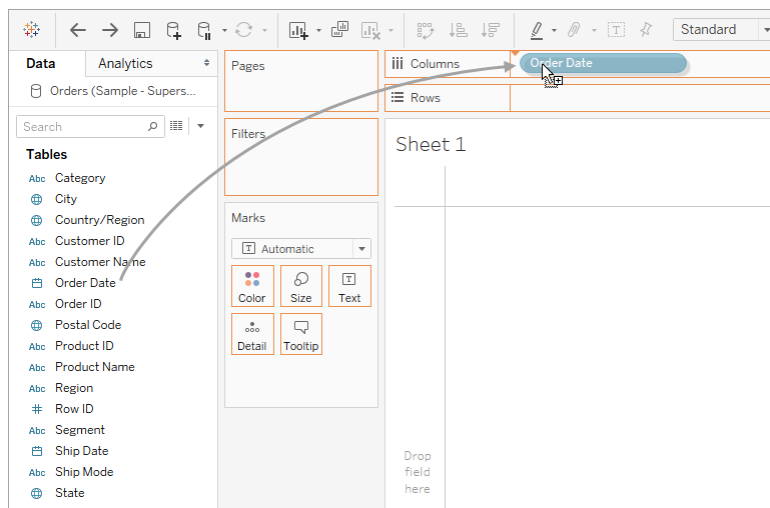 Standard
Data
Analytics
Orders (Sample - Supers...
Search
Tables
Abc Category
City
Country/Region
Abc Customer ID
Abc Customer Name
Order Date
Abc Order ID
Postal Code
Abc Product ID
Abc Product Name
Abc Region
# Row ID
Abc Segment
Ship Date
Abc Ship Mode
State
Pages
Filters
Marks
T Automatic
Color
Size
T Text
Detail
Tooltip
Columns
Order Date
Rows
Sheet 1
Drop
field
here